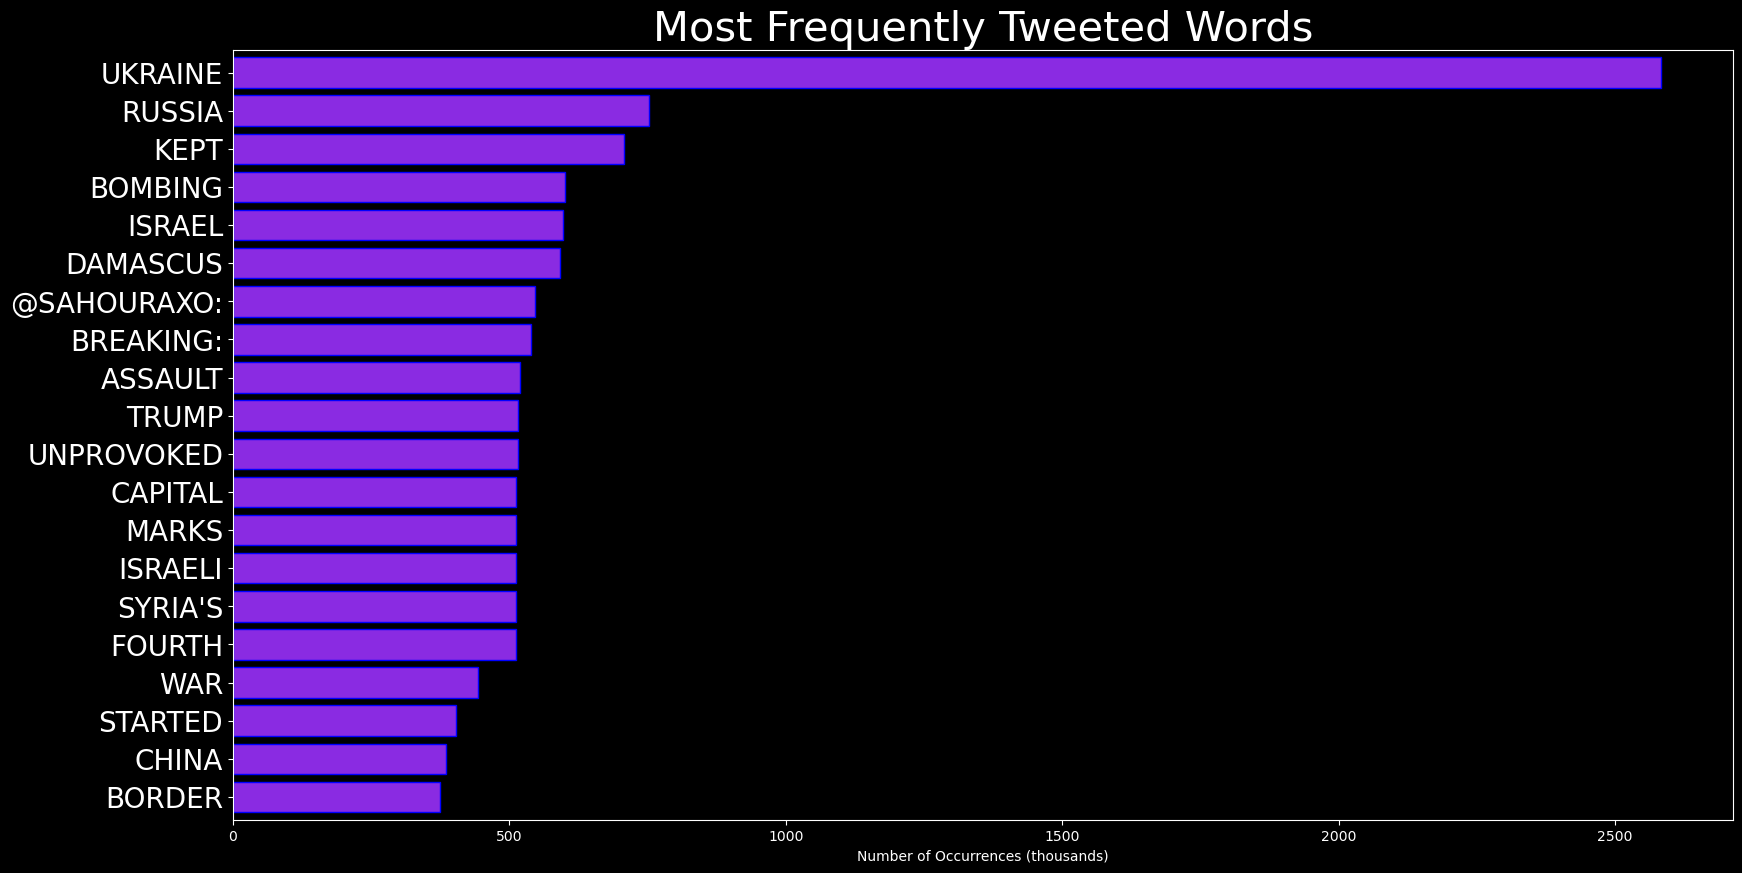 Most Frequently Tweeted Words
UKRAINE
RUSSIA
KEPT
BOMBING
ISRAEL
DAMASCUS
@SAHOURAXO:
BREAKING:
ASSAULT
TRUMP
UNPROVOKED
CAPITAL
MARKS
ISRAELI
SYRIA'S
FOURTH
WAR
STARTED
CHINA
BORDER
0 500 1000 1500 2000 2500
Number of Occurrences (thousands)